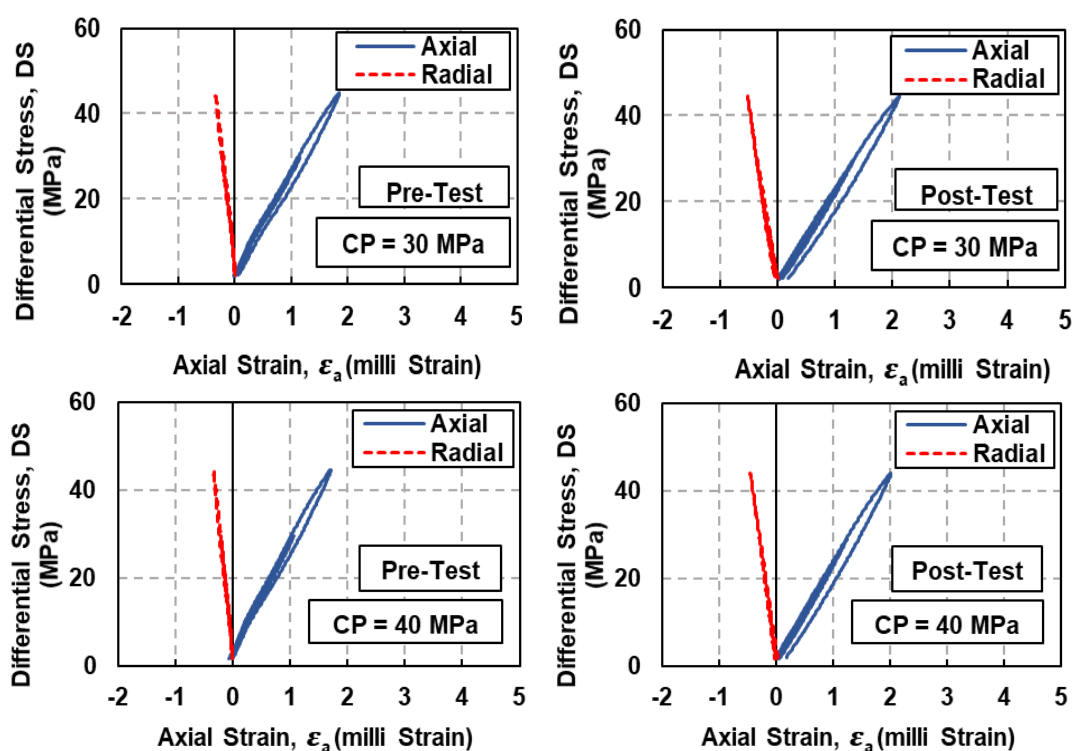 60
Axial
Radial
40
20
Pre-Test
CP = 30 MPa
0
-2 -1 0 1 2 3 4 5
Differential Stress, DS
(MPa)
Axial Strain, εa (milli Strain)
60
Axial
Radial
40
20
Post-Test
CP = 30 MPa
0
-2 -1 0 1 2 3 4 5
Differential Stress, DS
(MPa)
Axial Strain, εa (milli Strain)
60
Axial
Radial
40
20
Pre-Test
CP = 40 MPa
0
-2 -1 0 1 2 3 4 5
Differential Stress, DS
(MPa)
Axial Strain, εa (milli Strain)
60
Axial
Radial
40
20
Post-Test
CP = 40 MPa
0
-2 -1 0 1 2 3 4 5
Differential Stress, DS
(MPa)
Axial Strain, εa (milli Strain)